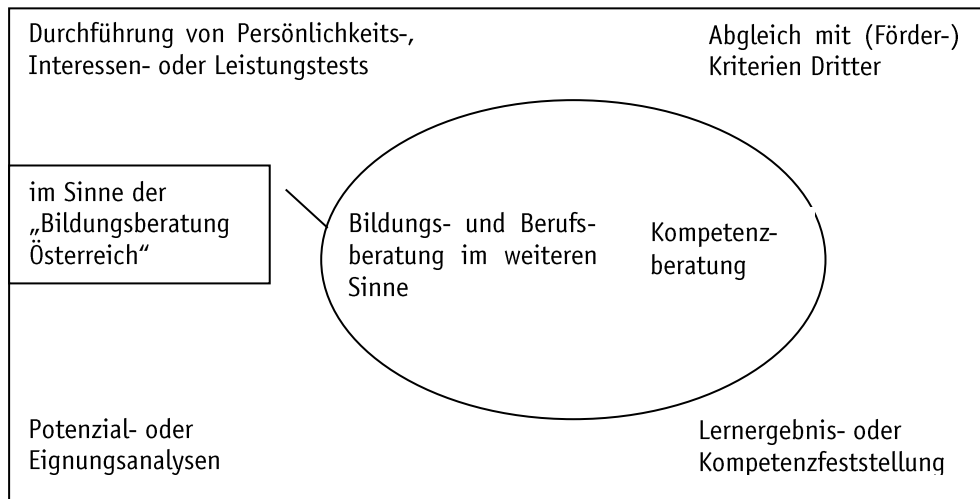 Durchführung von Persönlichkeits-,
Interessen- oder Leistungstests
Abgleich mit (Förder-)
Kriterien Dritter
im Sinne der
„Bildungsberatung
Österreich“
Bildungs- und Berufs-
beratung im weiteren
Sinne
Kompetenz-
beratung
Potenzial- oder
Eignungsanalysen
Lernergebnis- oder
Kompetenzfeststellung